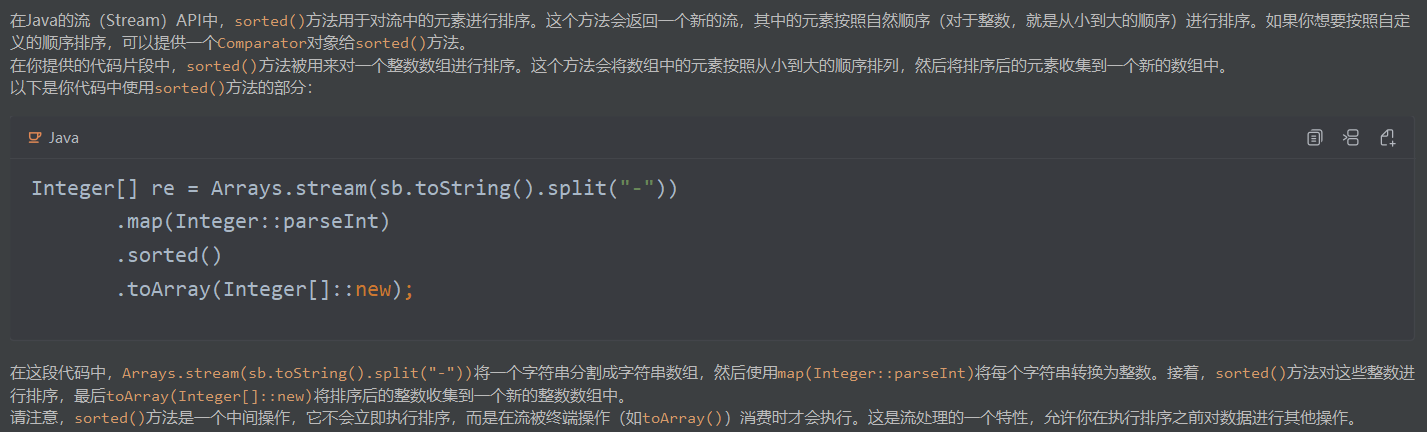 在Java的流（Stream）API中，sorted()方法用于对流中的元素进行排序。这个方法会返回一个新的流，其中的元素按照自然顺序（对于整数，就是从小到大的顺序）进行排序。如果你想要按照自定
义的顺序排序，可以提供一个Comparator对象给sorted()方法。
在你提供的代码片段中，sorted()方法被用来对一个整数数组进行排序。这个方法会将数组中的元素按照从小到大的顺序排列，然后将排序后的元素收集到一个新的数组中。
以下是你代码中使用sorted()方法的部分：
Java
Integer[] re = Arrays.stream(sb.toString().split("-"))
.map(Integer::parseInt)
.sorted()
.toArray(Integer[]::new);
在这段代码中，Arrays.stream(sb.toString().split("-"))将一个字符串分割成字符串数组，然后使用map(Integer::parseInt)将每个字符串转换为整数。接着，sorted()方法对这些整数进
行排序，最后toArray(Integer[]::new)将排序后的整数收集到一个新的整数数组中。
请注意，sorted()方法是一个中间操作，它不会立即执行排序，而是在流被终端操作（如toArray()）消费时才会执行。这是流处理的一个特性，允许你在执行排序之前对数据进行其他操作。